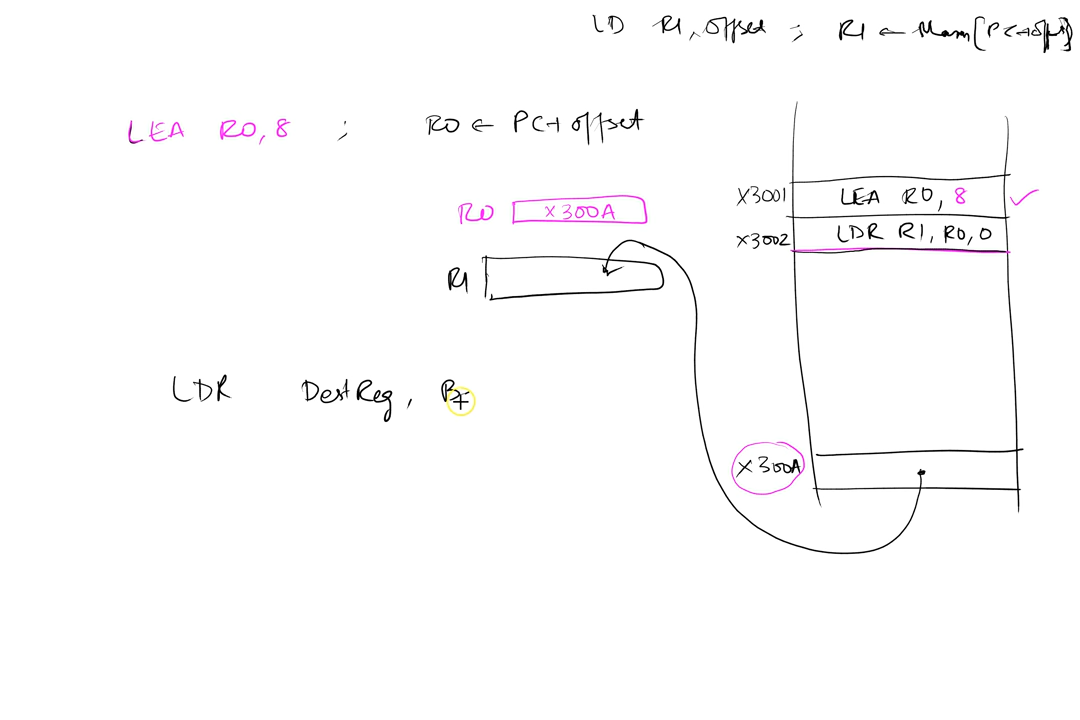 LD R1, offset ; R1 ← Mem[PC+off]
LEA R0, 8 ; R0 ← PC+offset
x3001 LEA R0, 8
R0 x300A
x3002 LDR R1, R0, 0
R1
LDR DestReg, B
x300A